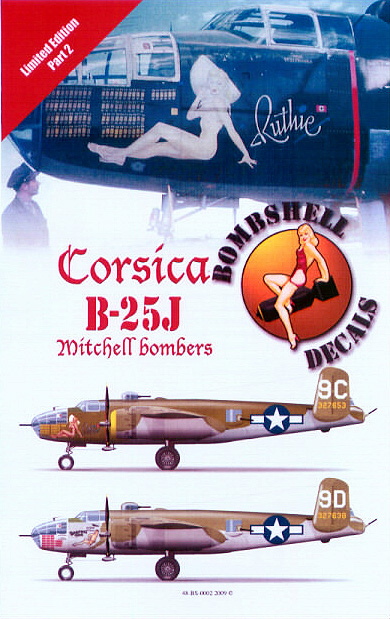 Limited Edition
Part 2
Ruthie
Corsica
B-25J
Mitchell bombers
BOMBSHELL
DECALS
9C
327653
9D
327638
48-BS-0002 2009 ©